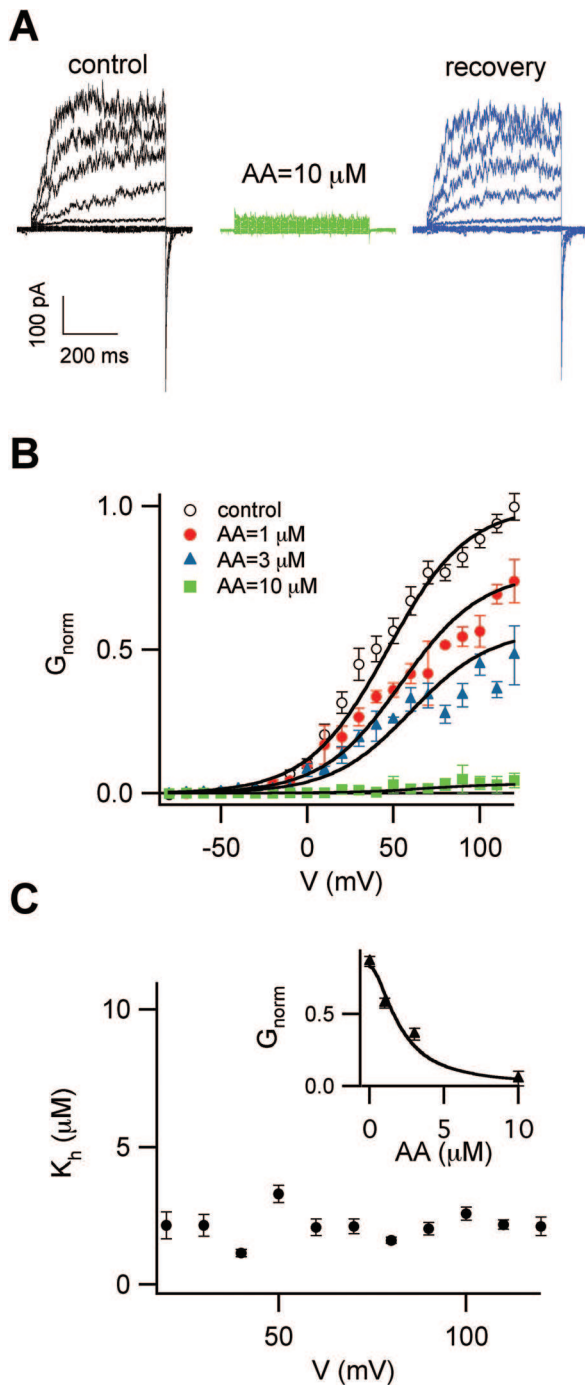 A
control
recovery
AA=10 μM
100 pA
200 ms
B
1.0
control
AA=1 μM
AA=3 μM
AA=10 μM
G_norm
0.5
0.0
-50 0 50 100
V (mV)
C
10
G_norm
0.5
0.0
0 5 10
AA (μM)
K_h (μM)
5
0
50 100
V (mV)